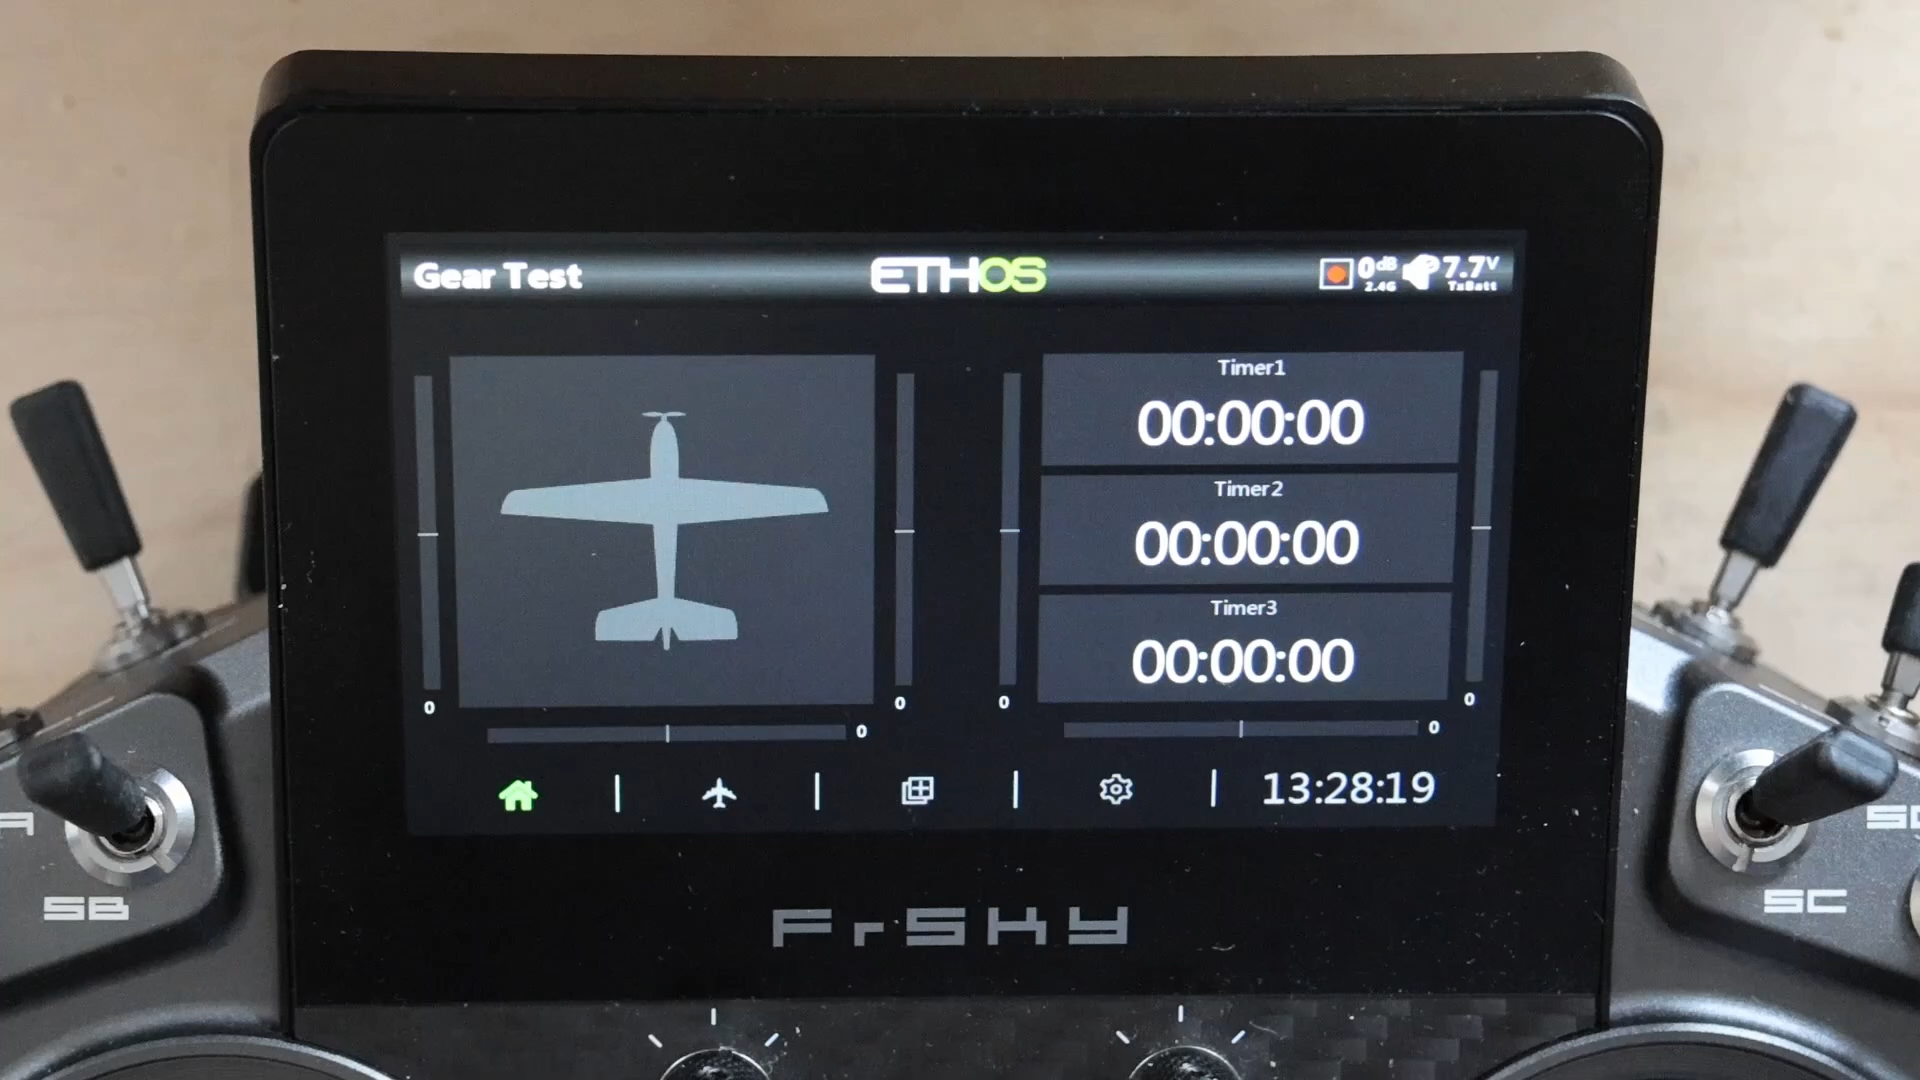 Gear Test
ETHOS
0dB
2.4G
7.7V
TxBatt
Timer1
00:00:00
Timer2
00:00:00
Timer3
00:00:00
0
0
0
0
0
0
13:28:19
FrSKY
SB
SC